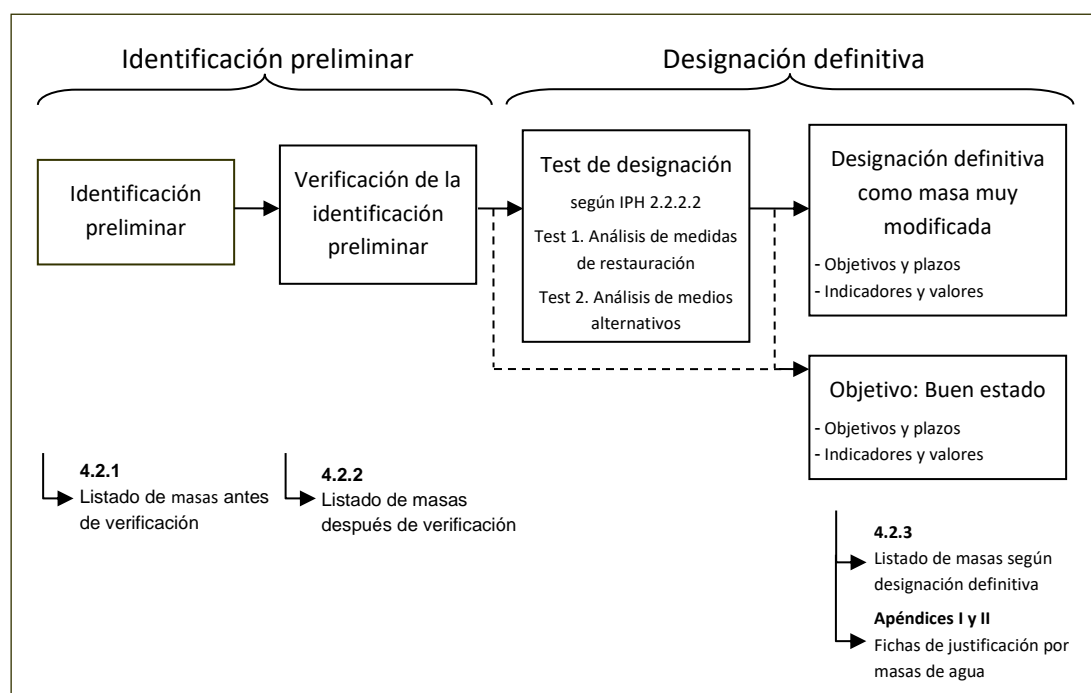 Identificación preliminar
Designación definitiva
Identificación
preliminar
Verificación de la
identificación
preliminar
Test de designación
según IPH 2.2.2.2
Test 1. Análisis de medidas
de restauración
Test 2. Análisis de medios
alternativos
Designación definitiva
como masa muy
modificada
- Objetivos y plazos
- Indicadores y valores
Objetivo: Buen estado
- Objetivos y plazos
- Indicadores y valores
4.2.1
Listado de masas antes
de verificación
4.2.2
Listado de masas
después de verificación
4.2.3
Listado de masas según
designación definitiva
Apéndices I y II
Fichas de justificación por
masas de agua